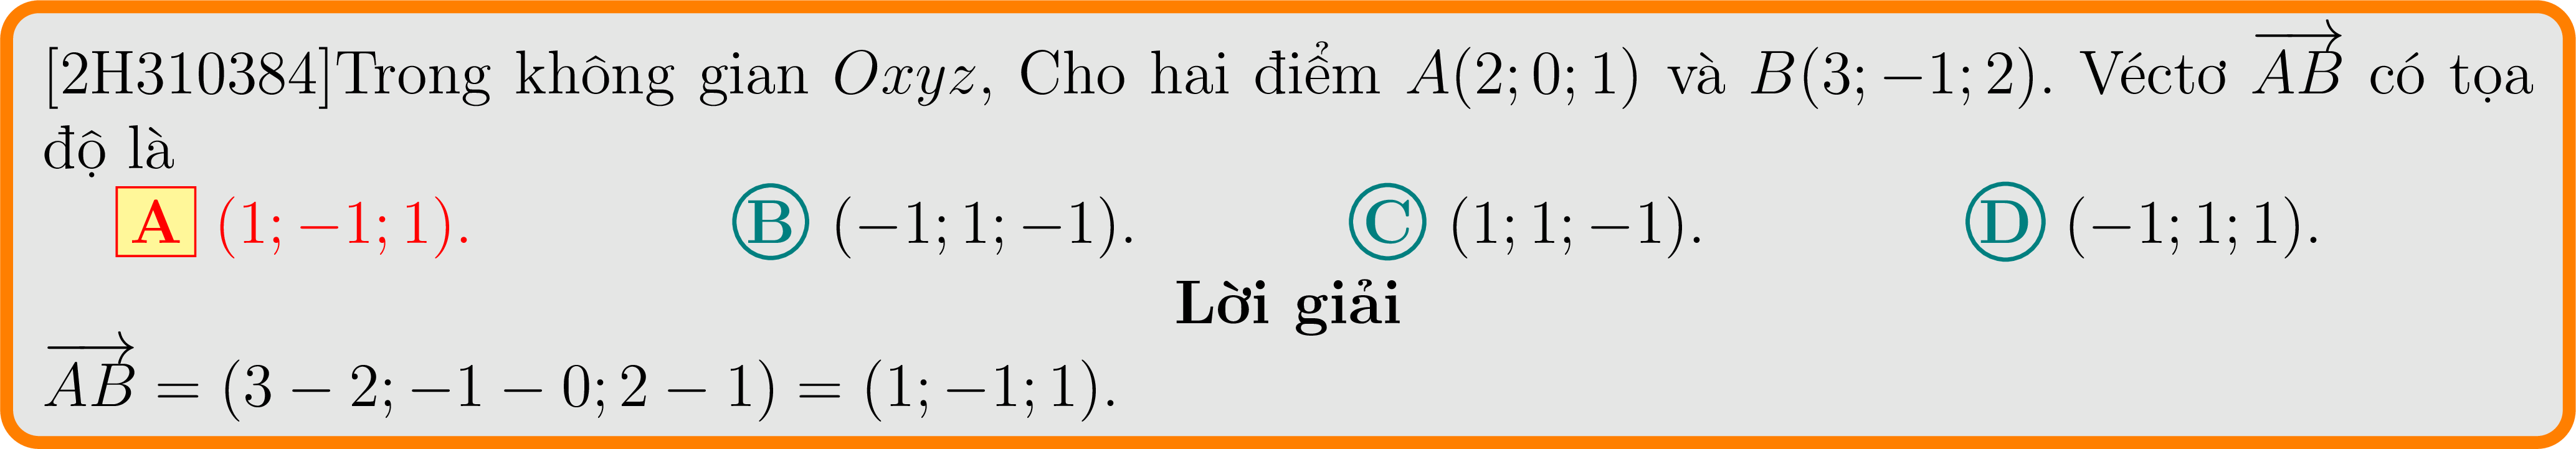 [2H310384]Trong không gian Oxyz, Cho hai điểm A(2; 0; 1) và B(3; −1; 2). Véctơ $\overrightarrow{AB}$ có tọa
độ là
A (1; −1; 1). B (−1; 1; −1). C (1; 1; −1). D (−1; 1; 1).
Lời giải
$\overrightarrow{AB}$ = (3 − 2; −1 − 0; 2 − 1) = (1; −1; 1).